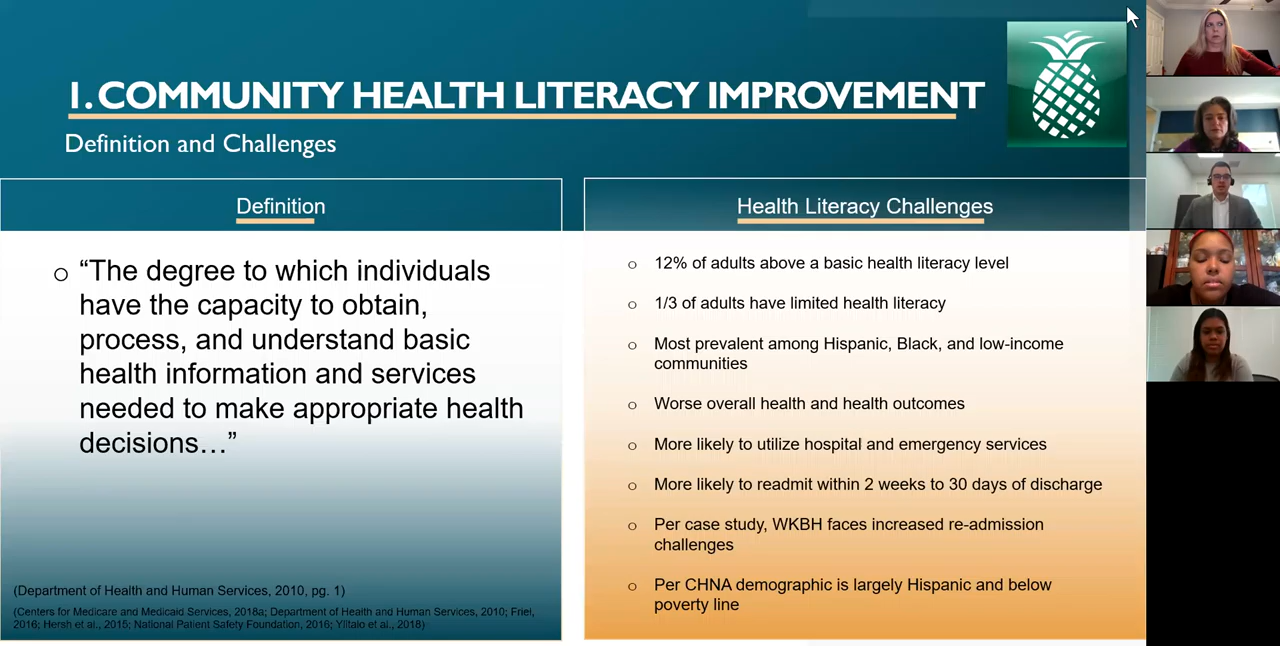 1. COMMUNITY HEALTH LITERACY IMPROVEMENT
Definition and Challenges
Definition
“The degree to which individuals
have the capacity to obtain,
process, and understand basic
health information and services
needed to make appropriate health
decisions…”
(Department of Health and Human Services, 2010, pg. 1)
(Centers for Medicare and Medicaid Services, 2018a; Department of Health and Human Services, 2010; Friel,
2016; Hersh et al., 2015; National Patient Safety Foundation, 2016; Ylitalo et al., 2018)
Health Literacy Challenges
12% of adults above a basic health literacy level
1/3 of adults have limited health literacy
Most prevalent among Hispanic, Black, and low-income
communities
Worse overall health and health outcomes
More likely to utilize hospital and emergency services
More likely to readmit within 2 weeks to 30 days of discharge
Per case study, WKBH faces increased re-admission
challenges
Per CHNA demographic is largely Hispanic and below
poverty line